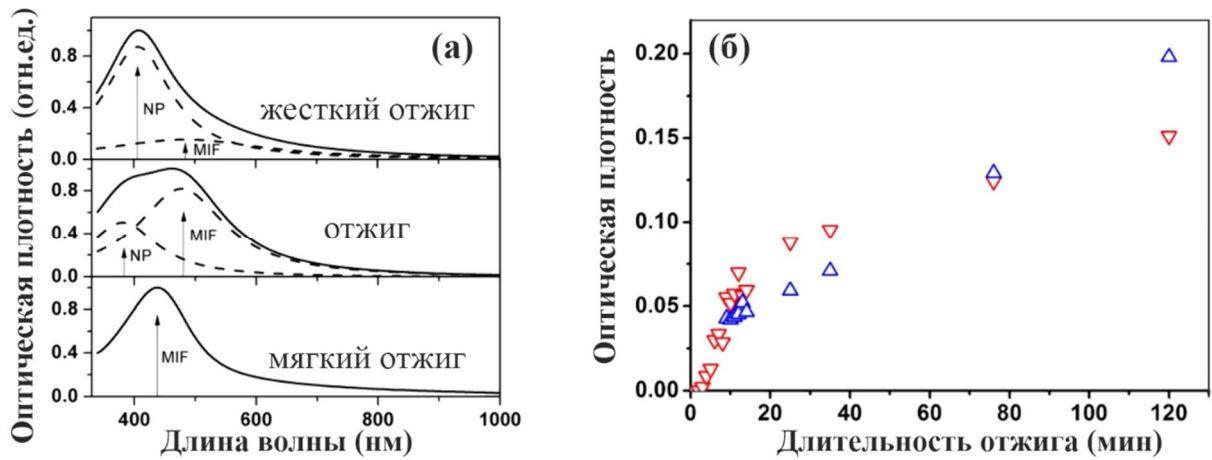 Оптическая плотность (отн.ед.)
(а)
0.8
0.4
0.0
NP
MIF
жесткий отжиг
0.8
0.4
0.0
NP
MIF
отжиг
0.8
0.4
0.0
MIF
мягкий отжиг
400 600 800 1000
Длина волны (нм)
Оптическая плотность
(б)
0.20
0.15
0.10
0.05
0.00
0 20 40 60 80 100 120
Длительность отжига (мин)